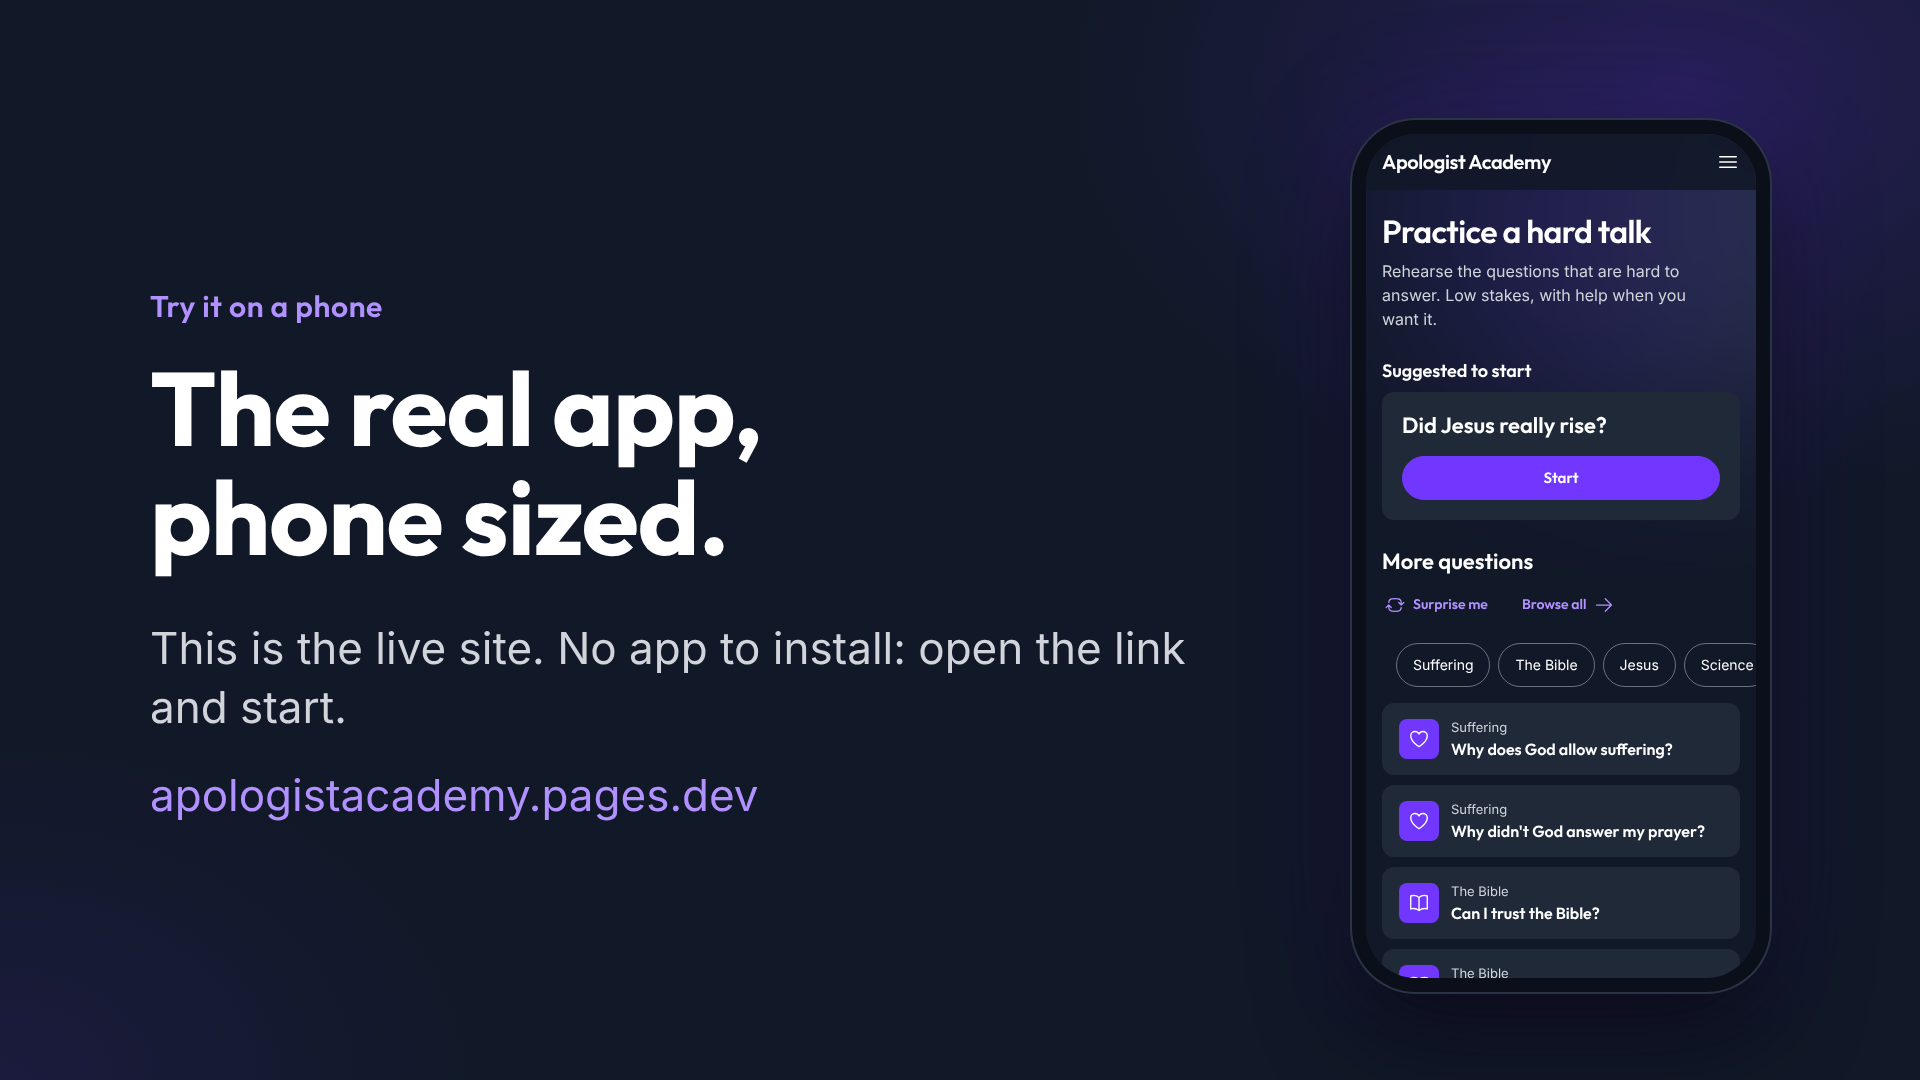 Try it on a phone
The real app,
phone sized.
This is the live site. No app to install: open the link
and start.
apologistacademy.pages.dev
Apologist Academy
Practice a hard talk
Rehearse the questions that are hard to
answer. Low stakes, with help when you
want it.
Suggested to start
Did Jesus really rise?
Start
More questions
Surprise me Browse all
Suffering The Bible Jesus Science
Suffering
Why does God allow suffering?
Suffering
Why didn't God answer my prayer?
The Bible
Can I trust the Bible?
The Bible